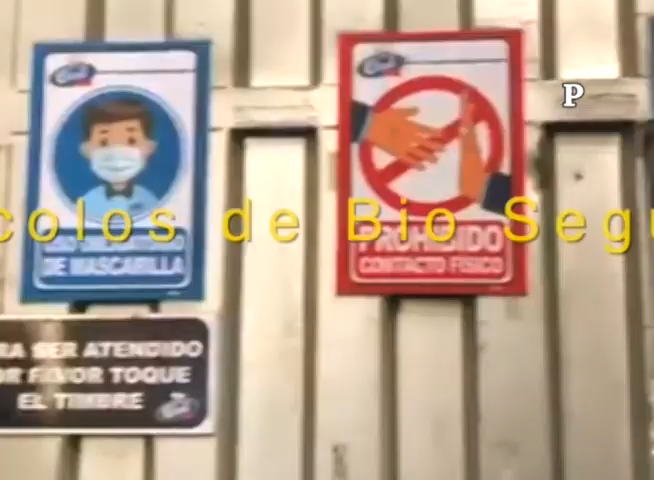 P
colos de Bio Segu
DE MASCARILLA
PROHIBIDO
CONTACTO FISICO
RA SER ATENDIDO
OR FAVOR TOQUE
EL TIMBRE